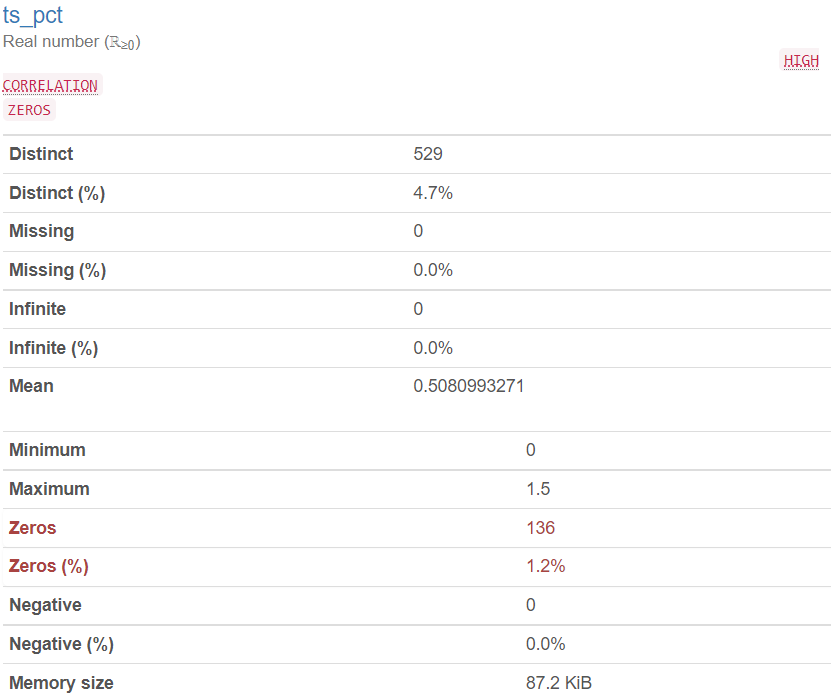 ts_pct
Real number (ℝ≥0)
HIGH
CORRELATION
ZEROS
Distinct 529
Distinct (%) 4.7%
Missing 0
Missing (%) 0.0%
Infinite 0
Infinite (%) 0.0%
Mean 0.5080993271
Minimum 0
Maximum 1.5
Zeros 136
Zeros (%) 1.2%
Negative 0
Negative (%) 0.0%
Memory size 87.2 KiB